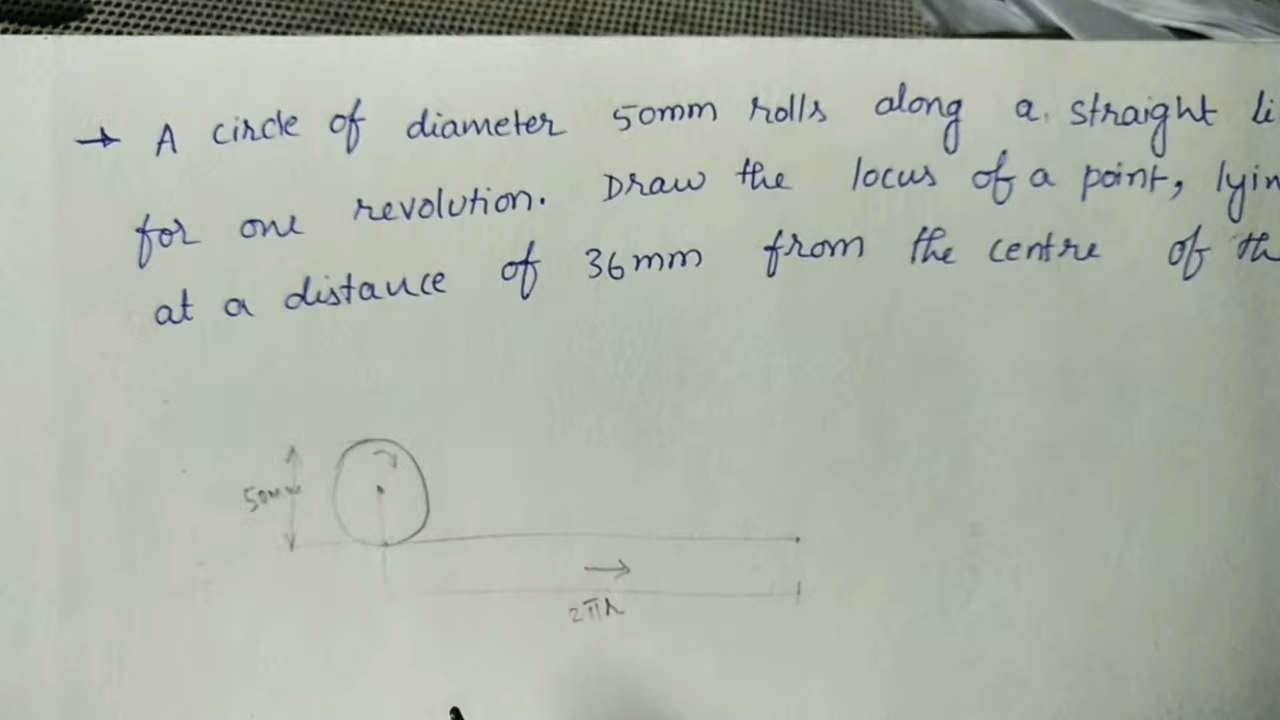 → A circle of diameter 50mm rolls along a straight li
for one revolution. Draw the locus of a point, lyin
at a distance of 36mm from the centre of th
50mm
2πr